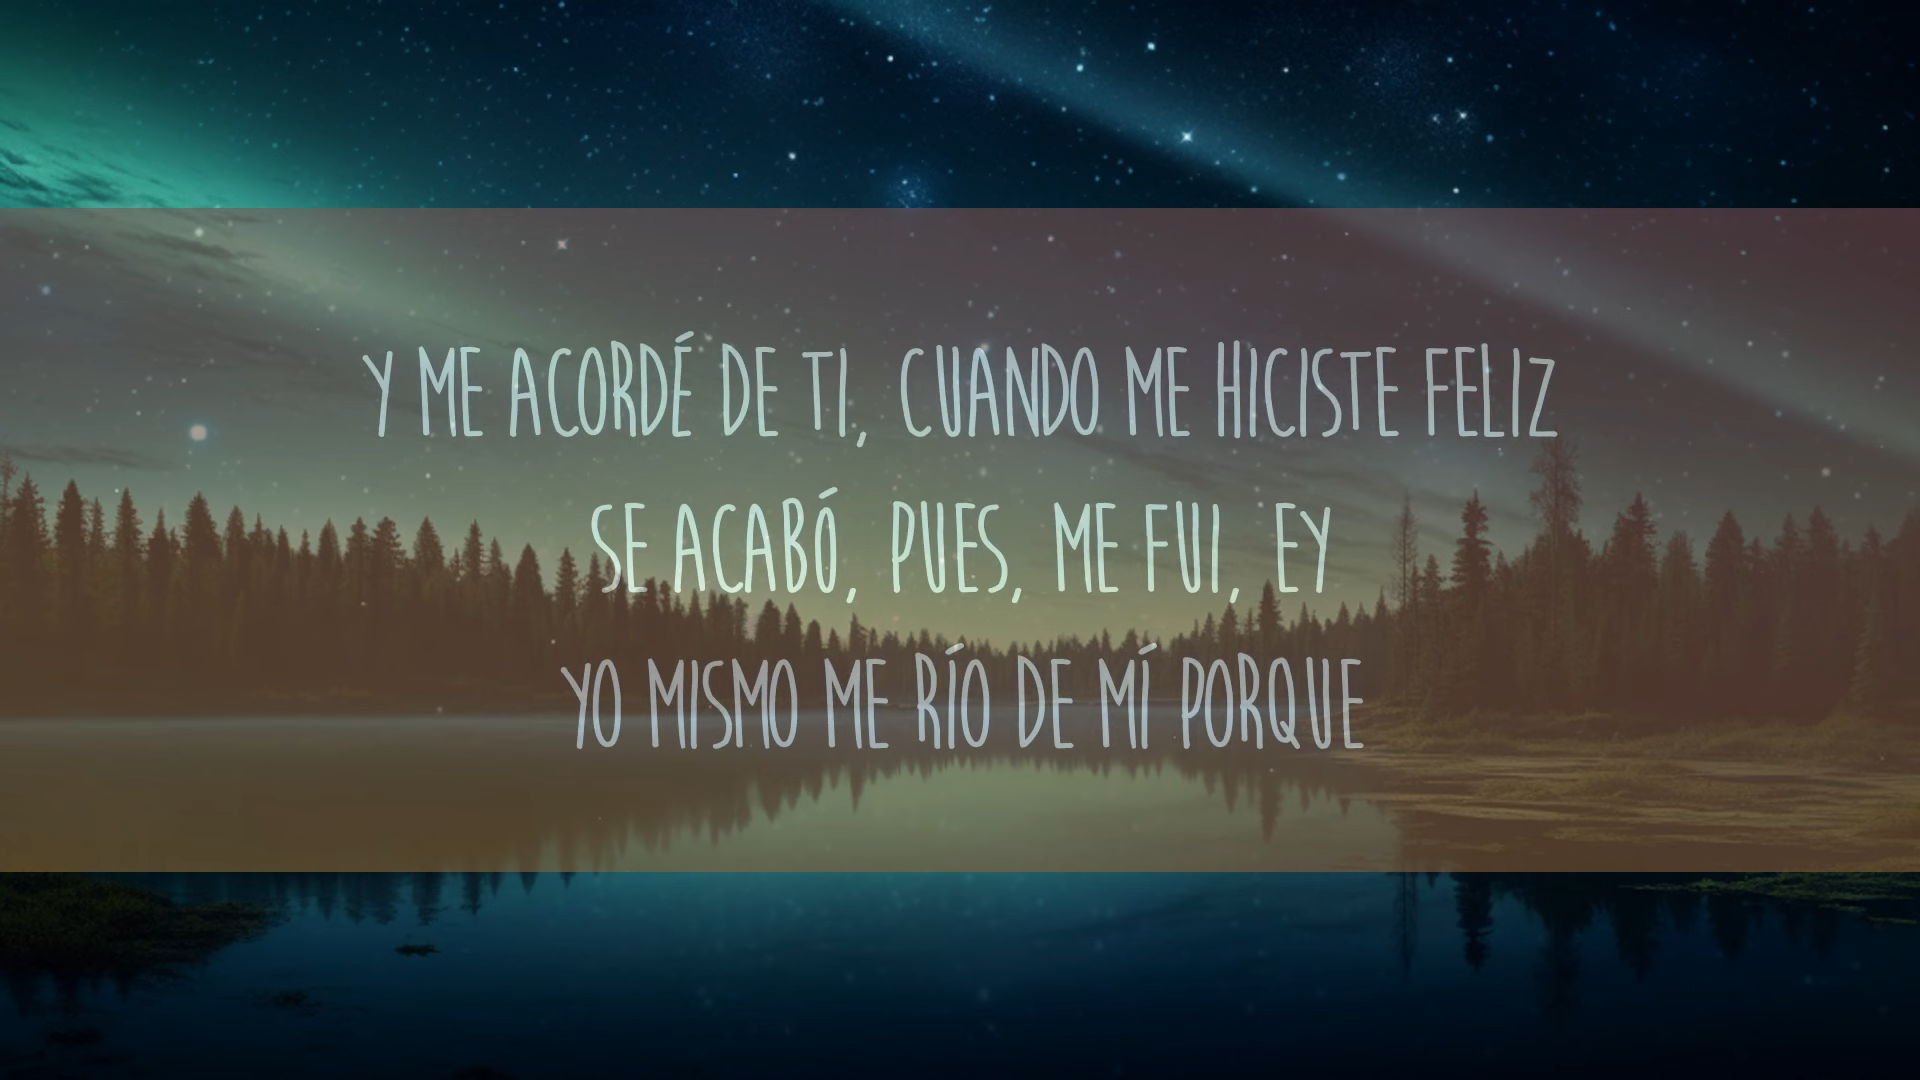 Y ME ACORDÉ DE TI, CUANDO ME HICISTE FELIZ
SE ACABÓ, PUES, ME FUI, EY
YO MISMO ME RÍO DE MÍ PORQUE